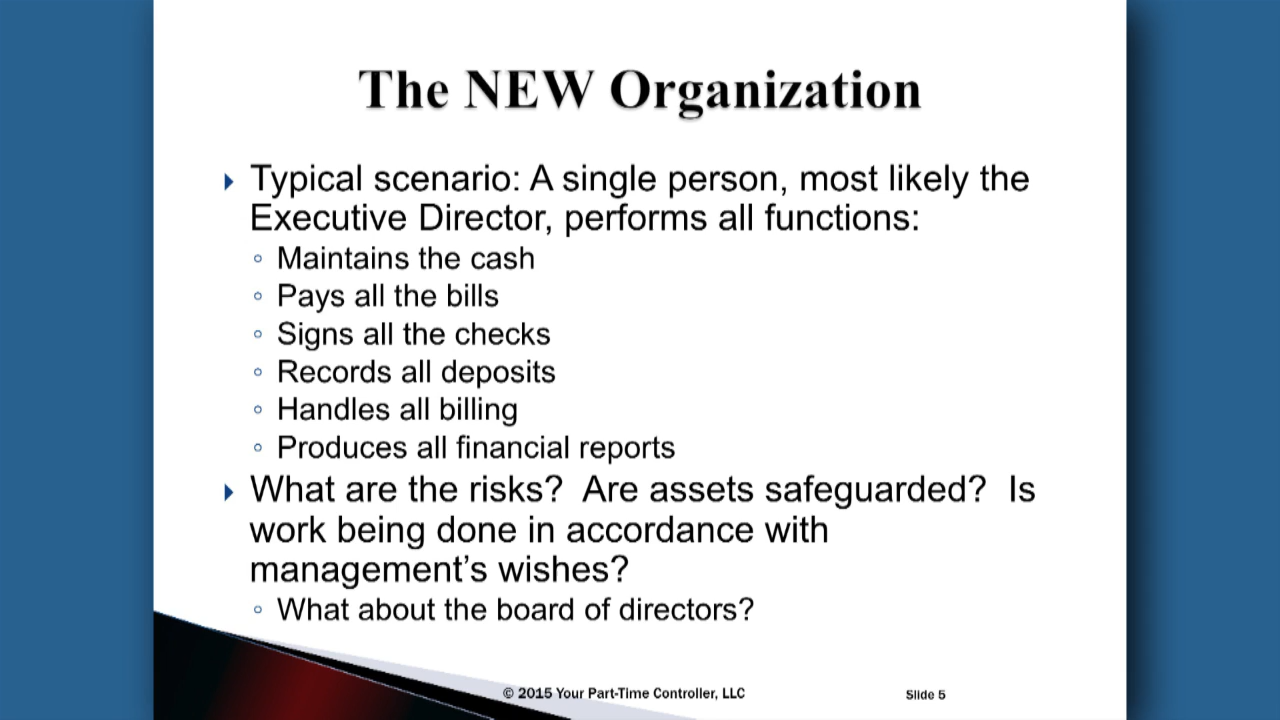 The NEW Organization
Typical scenario: A single person, most likely the
Executive Director, performs all functions:
Maintains the cash
Pays all the bills
Signs all the checks
Records all deposits
Handles all billing
Produces all financial reports
What are the risks?  Are assets safeguarded?  Is
work being done in accordance with
management’s wishes?
What about the board of directors?
© 2015 Your Part-Time Controller, LLC
Slide 5